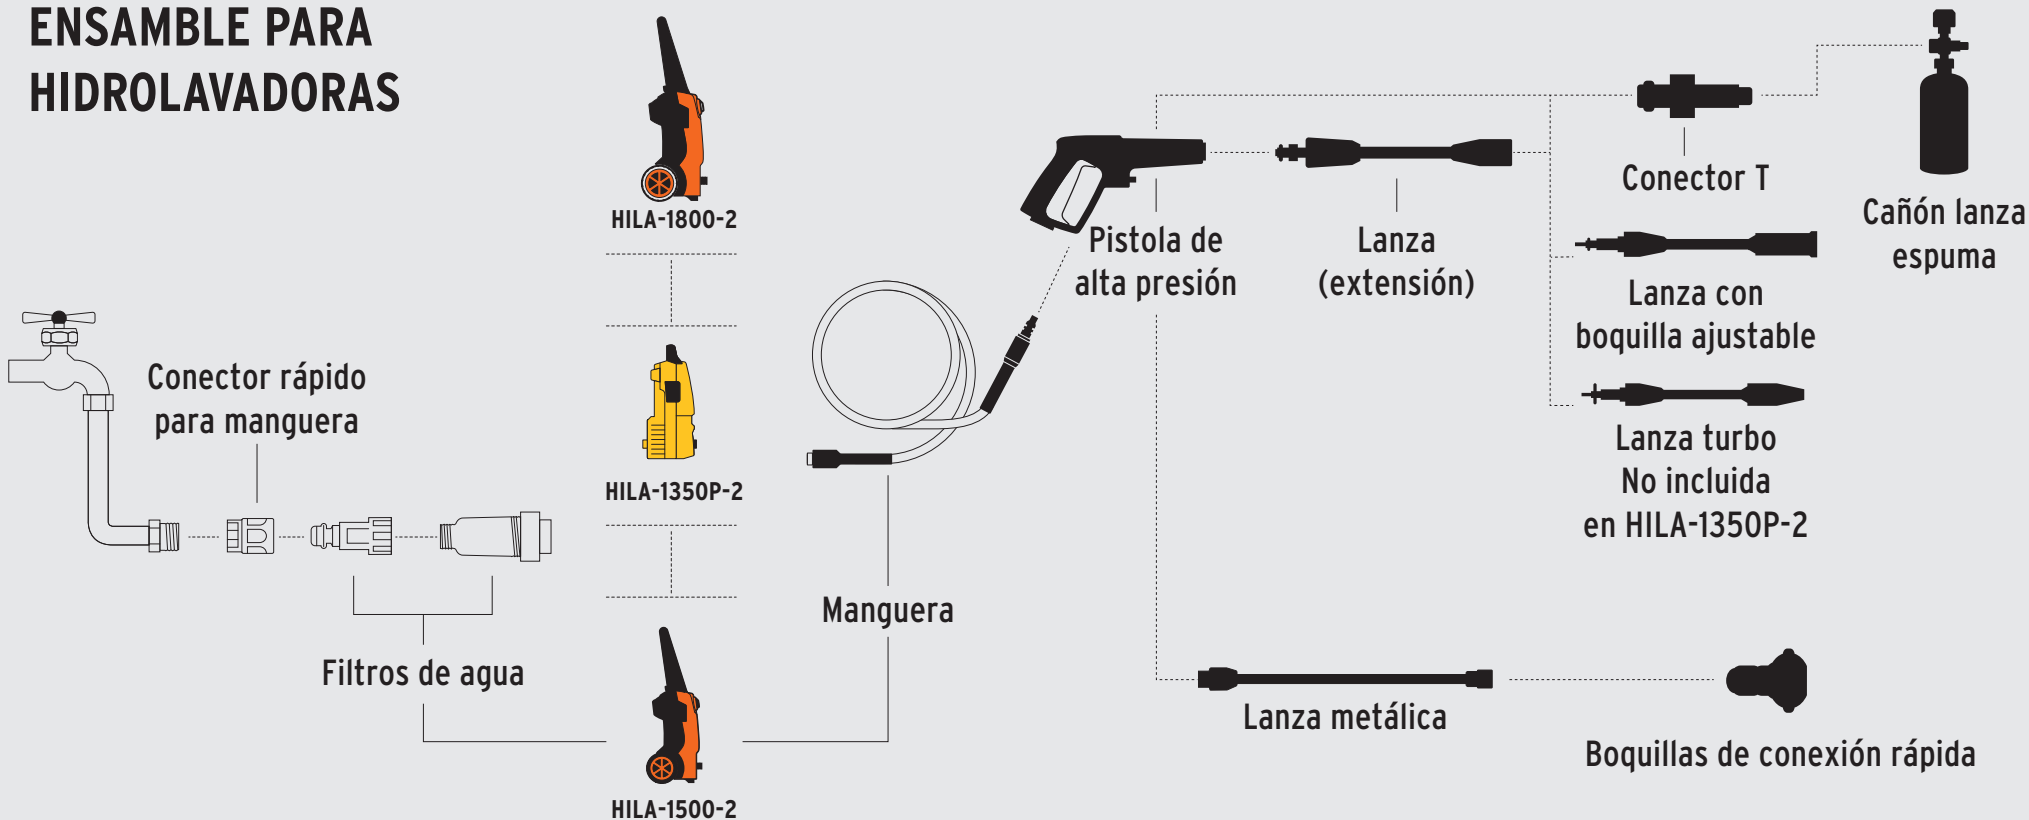 ENSAMBLE PARA
HIDROLAVADORAS
HILA-1800-2
HILA-1350P-2
HILA-1500-2
Conector rápido
para manguera
Filtros de agua
Manguera
Pistola de
alta presión
Lanza
(extensión)
Conector T
Cañón lanza
espuma
Lanza con
boquilla ajustable
Lanza turbo
No incluida
en HILA-1350P-2
Lanza metálica
Boquillas de conexión rápida